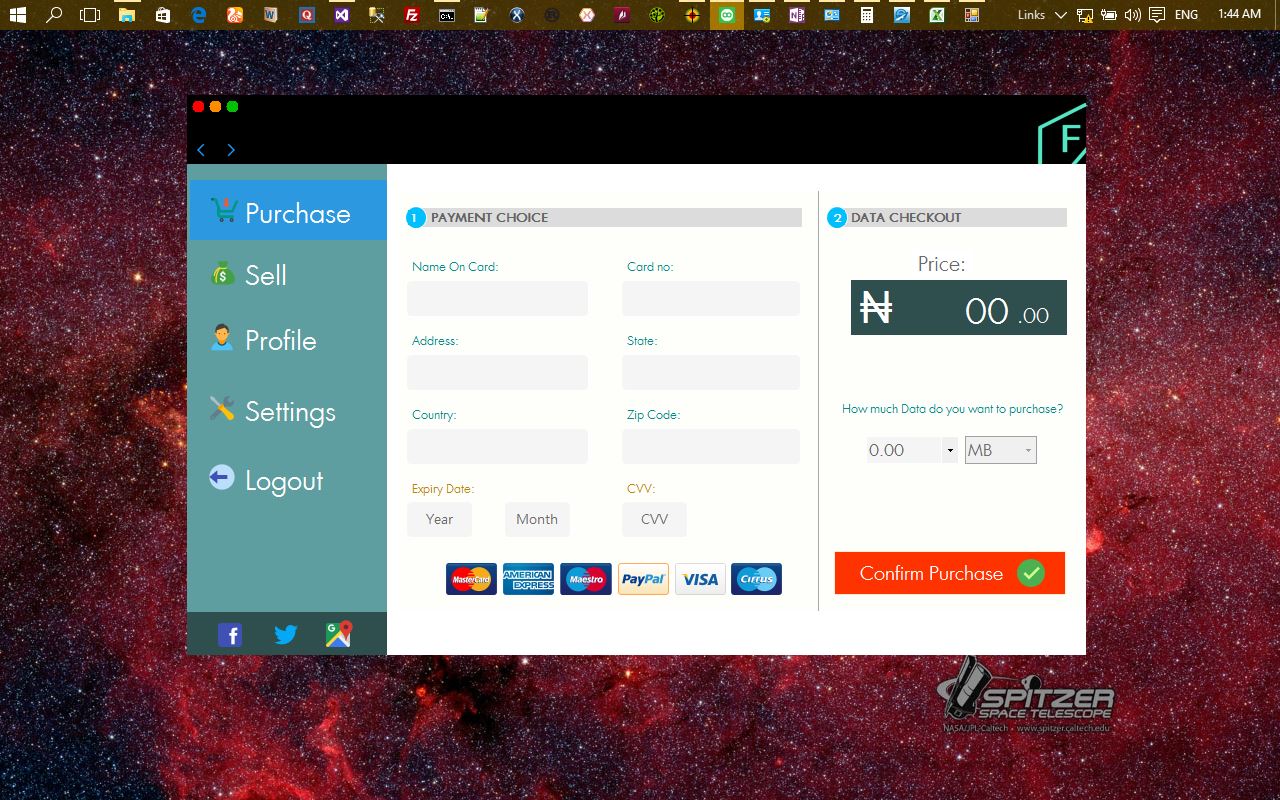 Links ENG 1:44 AM
F
Purchase
Sell
Profile
Settings
Logout
1 PAYMENT CHOICE
Name On Card: Card no:
Address: State:
Country: Zip Code:
Expiry Date: CVV:
Year Month CVV
MasterCard AMERICAN EXPRESS Maestro PayPal VISA Cirrus
2 DATA CHECKOUT
Price:
₦ 00 .00
How much Data do you want to purchase?
0.00 MB
Confirm Purchase
SPITZER
SPACE TELESCOPE
NASA/JPL-Caltech - www.spitzer.caltech.edu